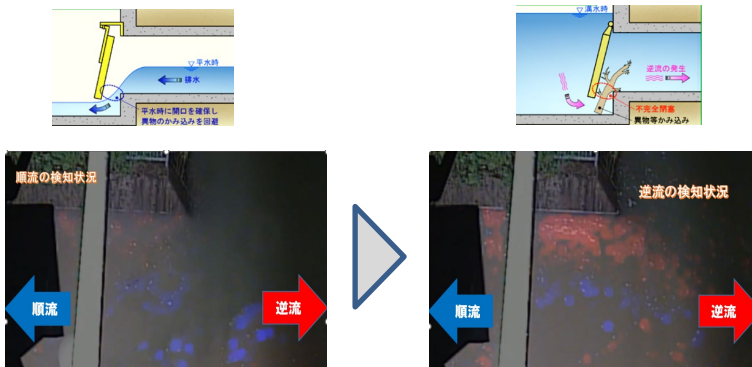 平水時
排水
平水時に開口を確保し
異物のかみ込みを回避
満水時
逆流の発生
不完全閉塞
異物等かみ込み
順流の検知状況
順流
逆流
逆流の検知状況
順流
逆流